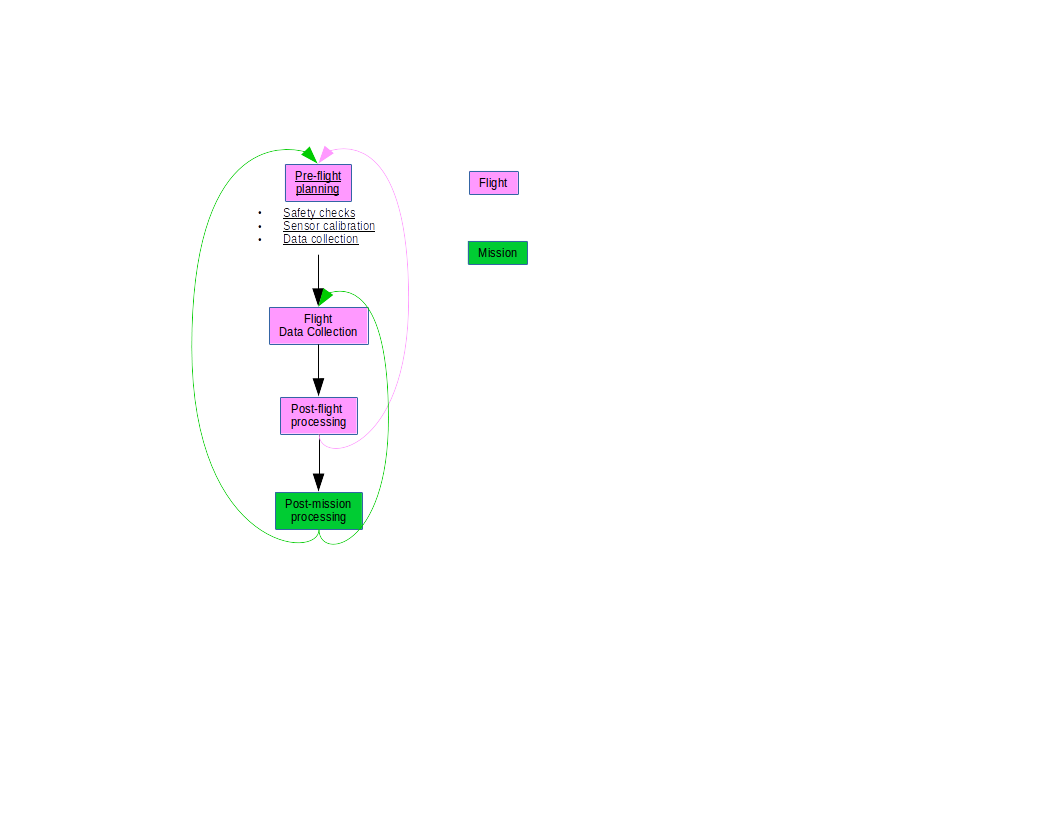 Pre-flight
planning
• Safety checks
• Sensor calibration
• Data collection
Flight
Data Collection
Post-flight
processing
Post-mission
processing
Flight
Mission